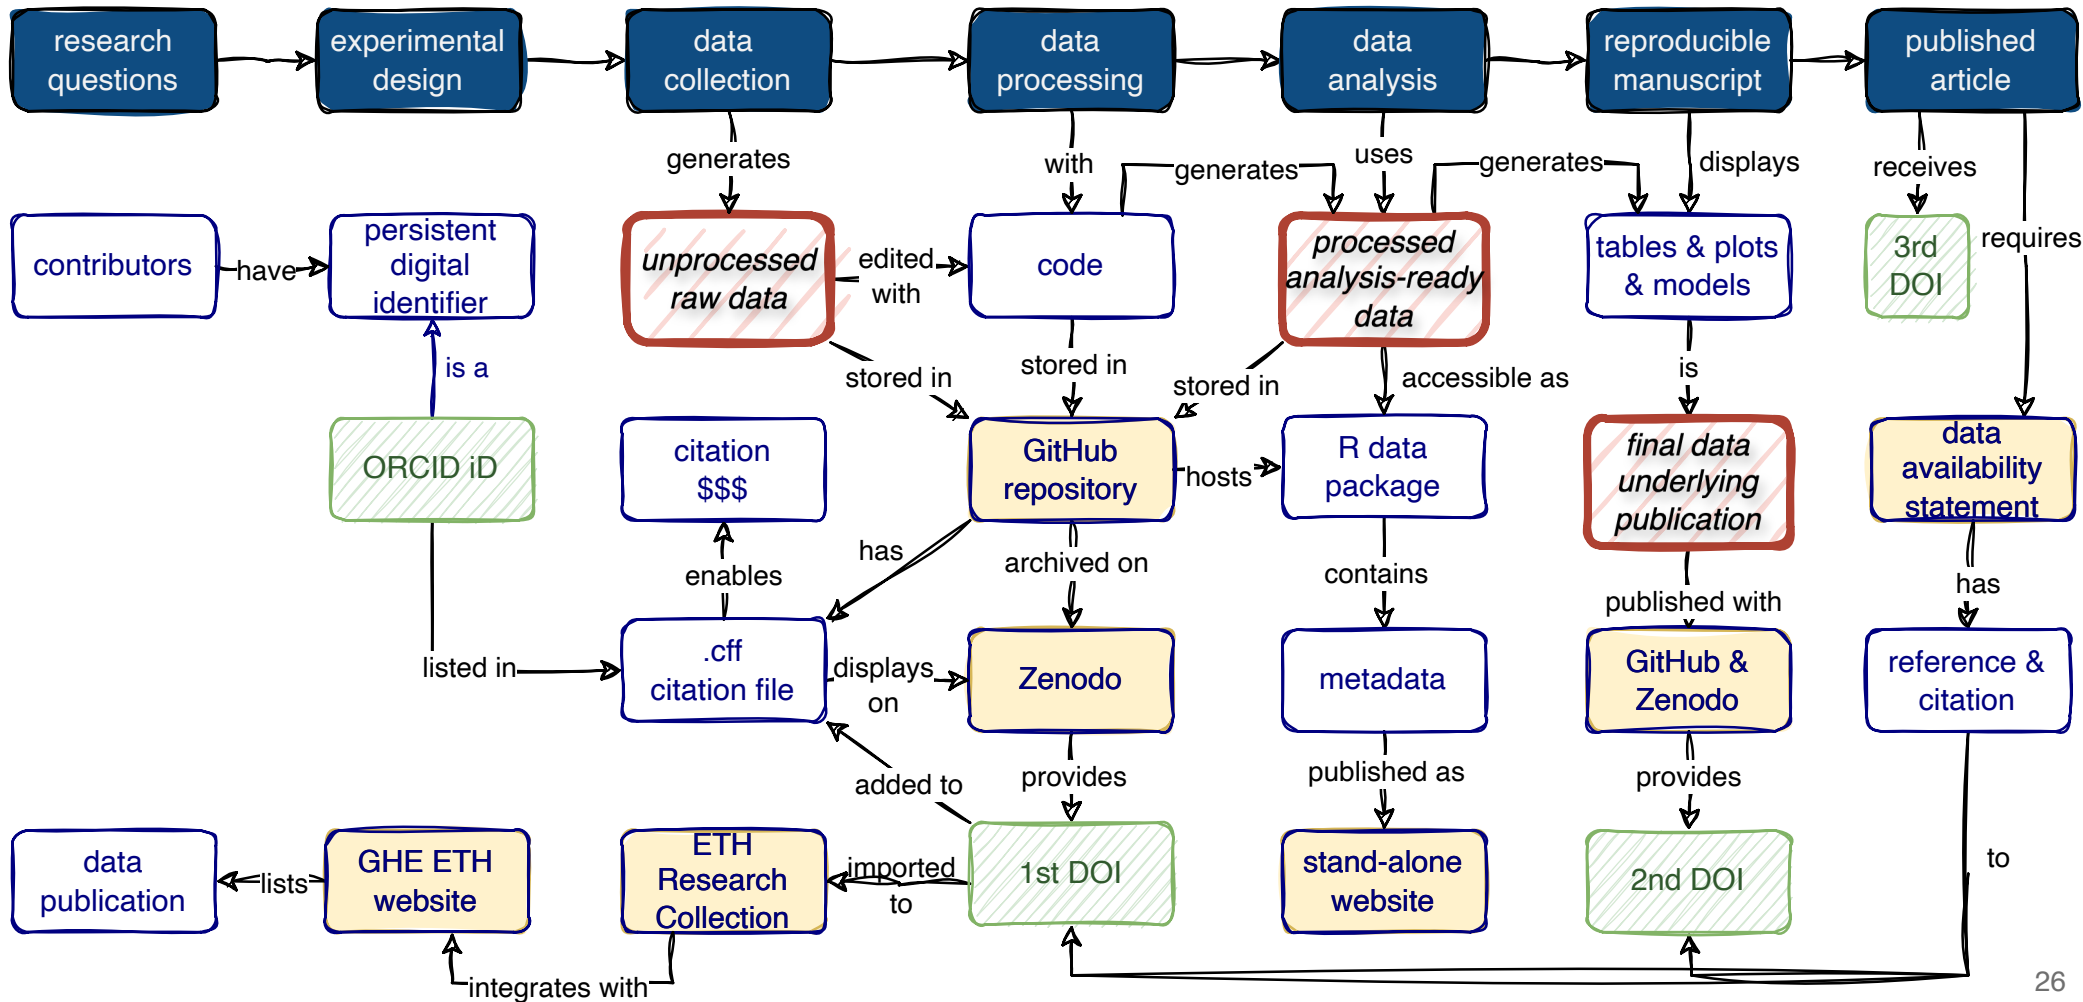 research
questions
experimental
design
data
collection
data
processing
data
analysis
reproducible
manuscript
published
article
generates
with
generates
uses
generates
displays
receives
requires
contributors
have
persistent
digital
identifier
unprocessed
raw data
edited
with
code
processed
analysis-ready
data
tables & plots
& models
3rd
DOI
is a
stored in
stored in
stored in
accessible as
is
ORCID iD
citation
$$$
GitHub
repository
hosts
R data
package
final data
underlying
publication
data
availability
statement
enables
has
archived on
contains
published with
has
listed in
.cff
citation file
displays
on
Zenodo
metadata
GitHub &
Zenodo
reference &
citation
added to
provides
published as
provides
to
data
publication
lists
GHE ETH
website
ETH
Research
Collection
imported
to
1st DOI
stand-alone
website
2nd DOI
integrates with
26